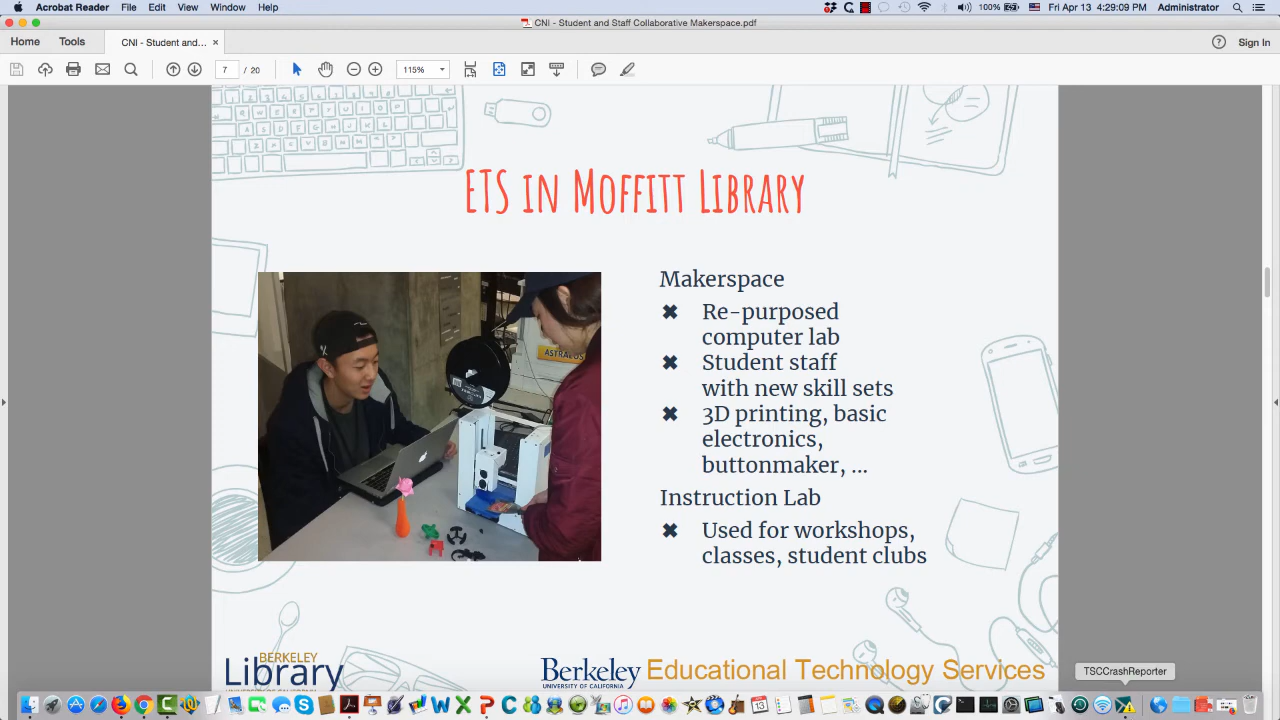 Acrobat Reader File Edit View Window Help 100% Fri Apr 13 4:29:09 PM Administrator
CNI - Student and Staff Collaborative Makerspace.pdf
Home Tools CNI - Student and... × Sign In
7 / 20 115%
ETS in Moffitt Library
Makerspace
✖ Re-purposed
computer lab
✖ Student staff
with new skill sets
✖ 3D printing, basic
electronics,
buttonmaker, ...
Instruction Lab
✖ Used for workshops,
classes, student clubs
BERKELEY
Library
UNIVERSITY OF CALIFORNIA
Berkeley Educational Technology Services
UNIVERSITY OF CALIFORNIA
TSCCrashReporter